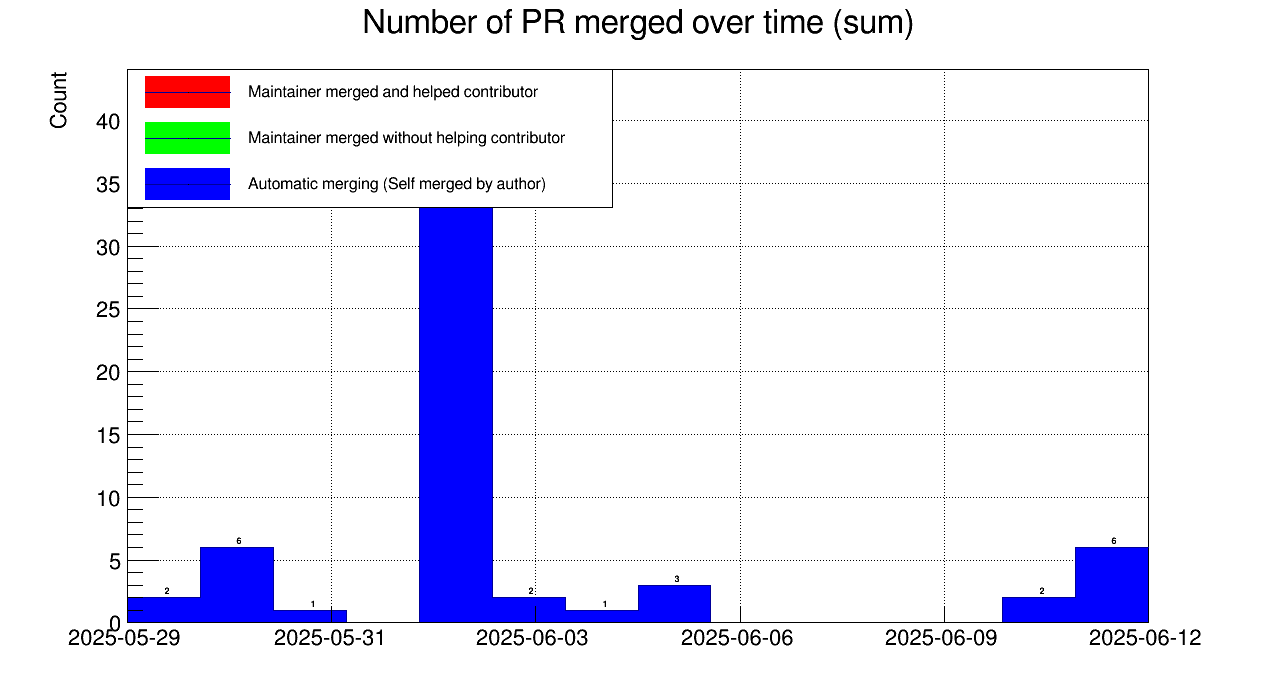 Number of PR merged over time (sum)
Count
Maintainer merged and helped contributor
Maintainer merged without helping contributor
Automatic merging (Self merged by author)
40
35
30
25
20
15
10
5
0
2
6
1
2
1
3
2
6
2025-05-29 2025-05-31 2025-06-03 2025-06-06 2025-06-09 2025-06-12